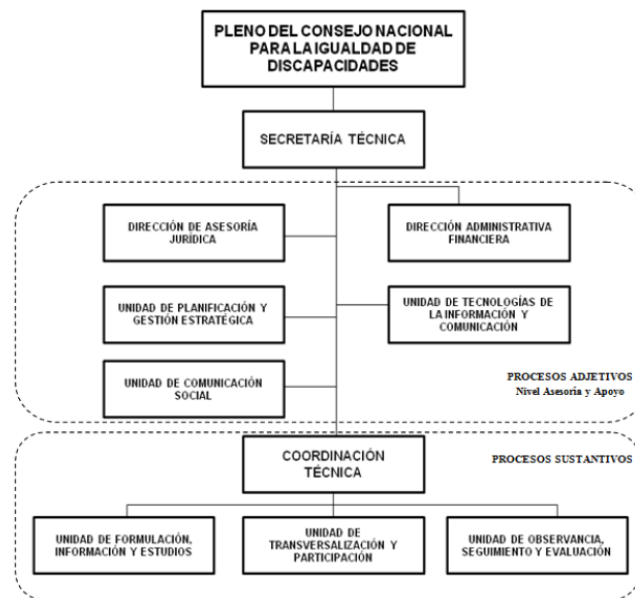 PLENO DEL CONSEJO NACIONAL
PARA LA IGUALDAD DE
DISCAPACIDADES
SECRETARÍA TÉCNICA
DIRECCIÓN DE ASESORÍA
JURÍDICA
DIRECCIÓN ADMINISTRATIVA
FINANCIERA
UNIDAD DE PLANIFICACIÓN Y
GESTIÓN ESTRATÉGICA
UNIDAD DE TECNOLOGÍAS DE
LA INFORMACIÓN Y
COMUNICACIÓN
UNIDAD DE COMUNICACIÓN
SOCIAL
PROCESOS ADJETIVOS
Nivel Asesoría y Apoyo
COORDINACIÓN
TÉCNICA
PROCESOS SUSTANTIVOS
UNIDAD DE FORMULACIÓN,
INFORMACIÓN Y ESTUDIOS
UNIDAD DE
TRANSVERSALIZACIÓN Y
PARTICIPACIÓN
UNIDAD DE OBSERVANCIA,
SEGUIMIENTO Y EVALUACIÓN